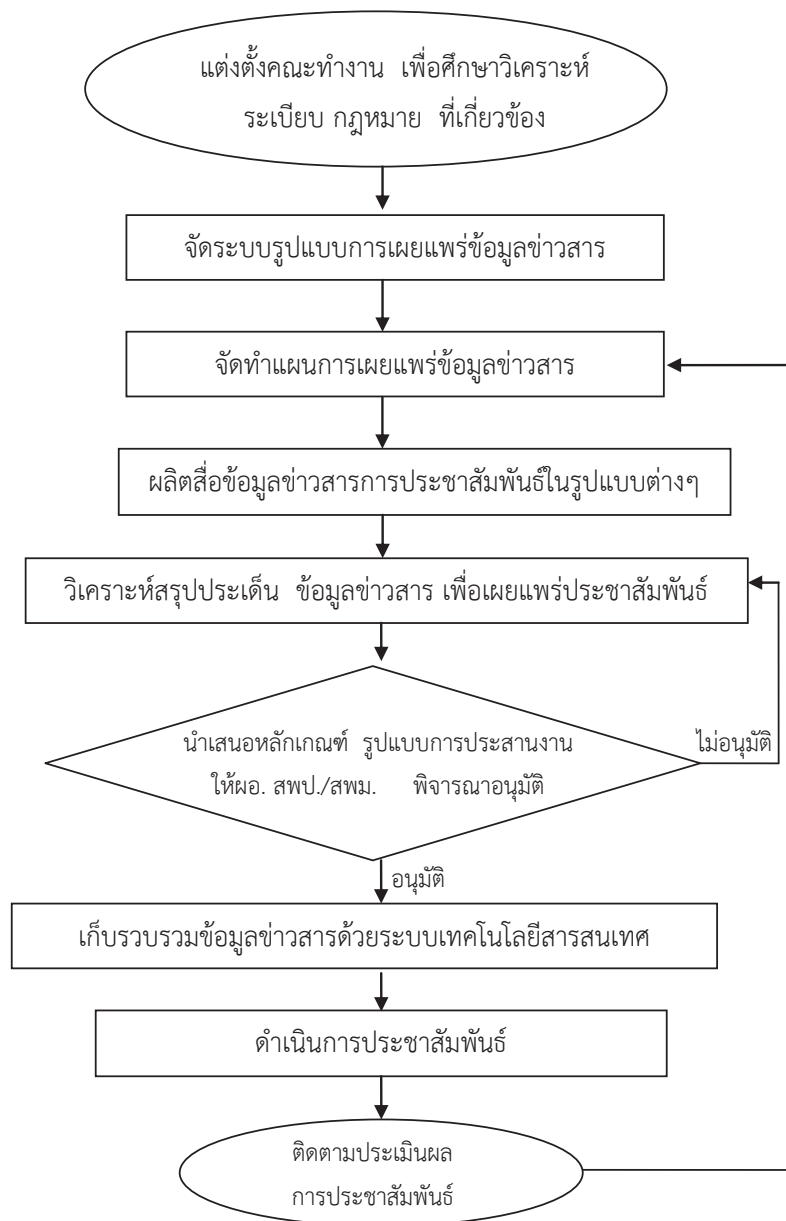 แต่งตั้งคณะทำงาน เพื่อศึกษาวิเคราะห์
ระเบียบ กฎหมาย ที่เกี่ยวข้อง
จัดระบบรูปแบบการเผยแพร่ข้อมูลข่าวสาร
จัดทำแผนการเผยแพร่ข้อมูลข่าวสาร
ผลิตสื่อข้อมูลข่าวสารการประชาสัมพันธ์ในรูปแบบต่างๆ
วิเคราะห์สรุปประเด็น ข้อมูลข่าวสาร เพื่อเผยแพร่ประชาสัมพันธ์
นำเสนอหลักเกณฑ์ รูปแบบการประสานงาน
ให้ผอ. สพป./สพม. พิจารณาอนุมัติ
ไม่อนุมัติ
อนุมัติ
เก็บรวบรวมข้อมูลข่าวสารด้วยระบบเทคโนโลยีสารสนเทศ
ดำเนินการประชาสัมพันธ์
ติดตามประเมินผล
การประชาสัมพันธ์